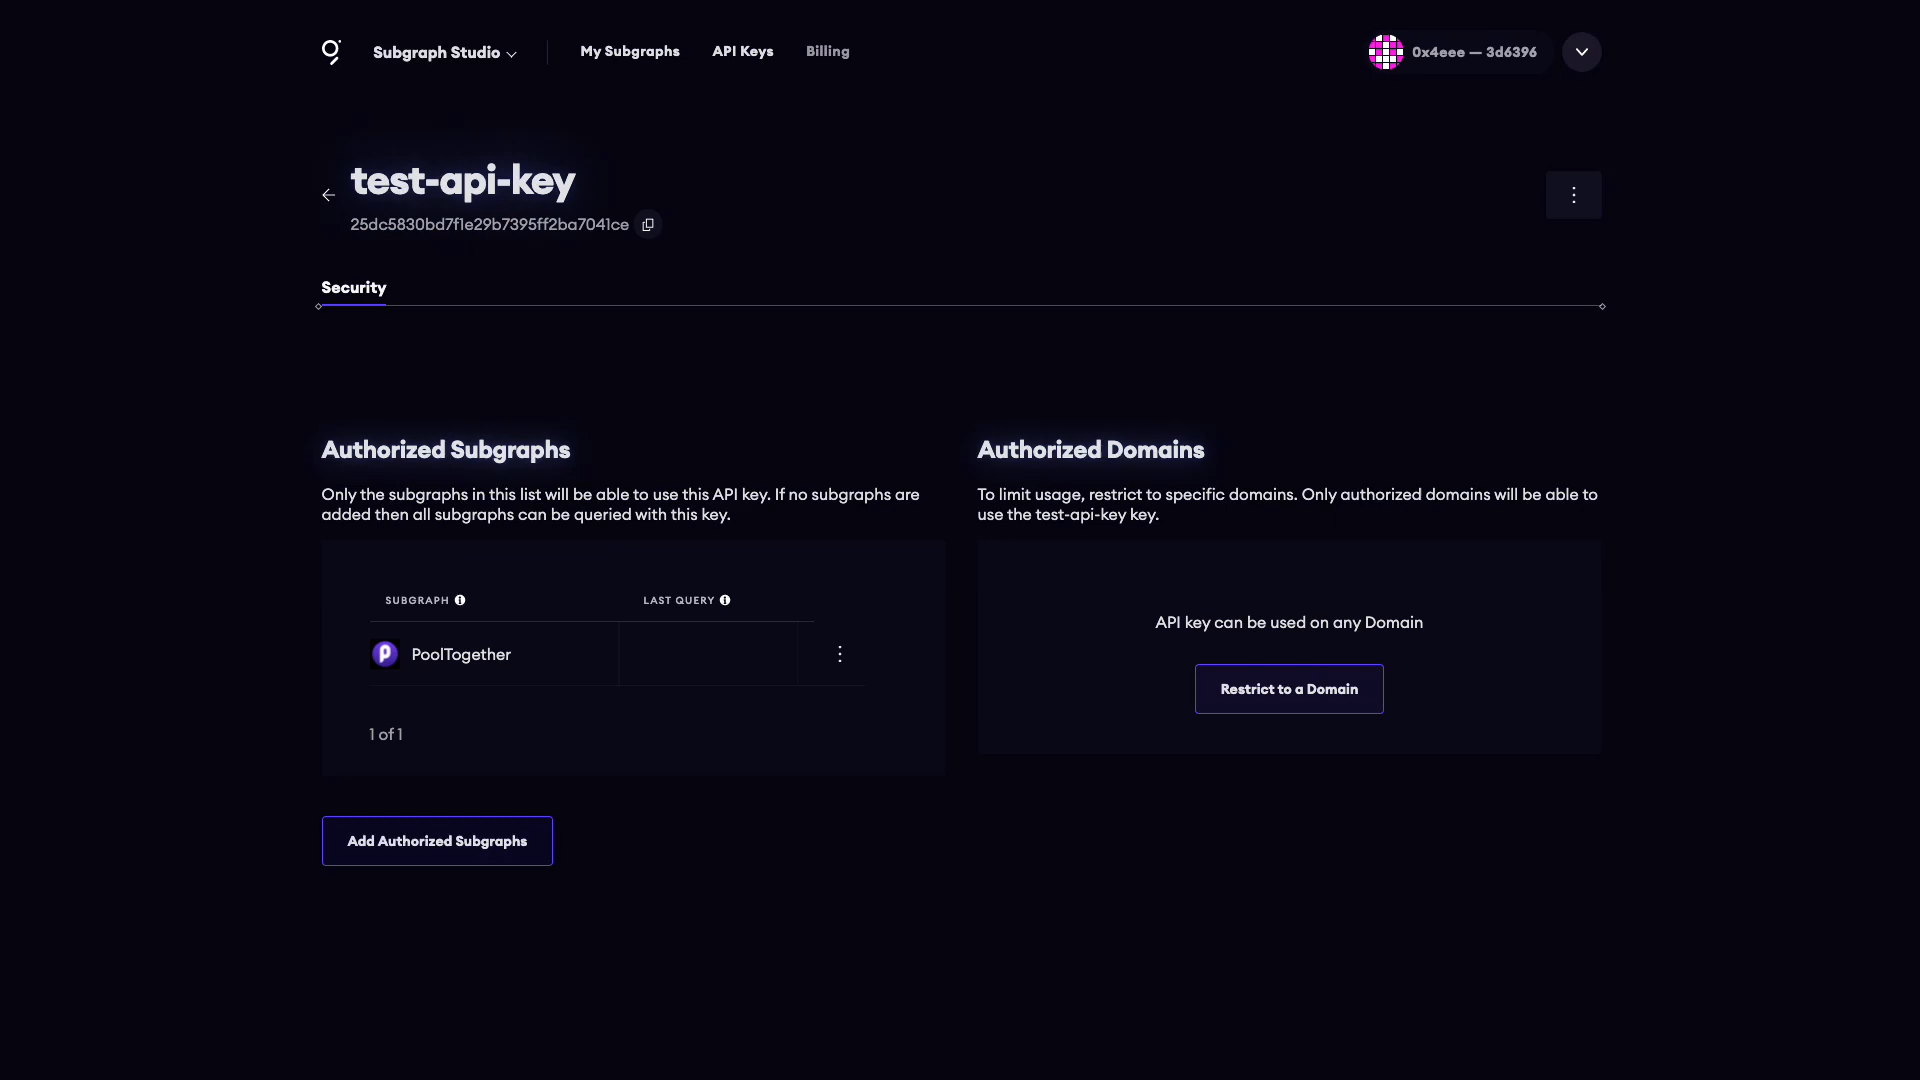 Subgraph Studio
My Subgraphs
API Keys
Billing
0x4eee — 3d6396
test-api-key
25dc5830bd7f1e29b7395ff2ba7041ce
Security
Authorized Subgraphs
Only the subgraphs in this list will be able to use this API key. If no subgraphs are
added then all subgraphs can be queried with this key.
SUBGRAPH
LAST QUERY
PoolTogether
1 of 1
Add Authorized Subgraphs
Authorized Domains
To limit usage, restrict to specific domains. Only authorized domains will be able to
use the test-api-key key.
API key can be used on any Domain
Restrict to a Domain